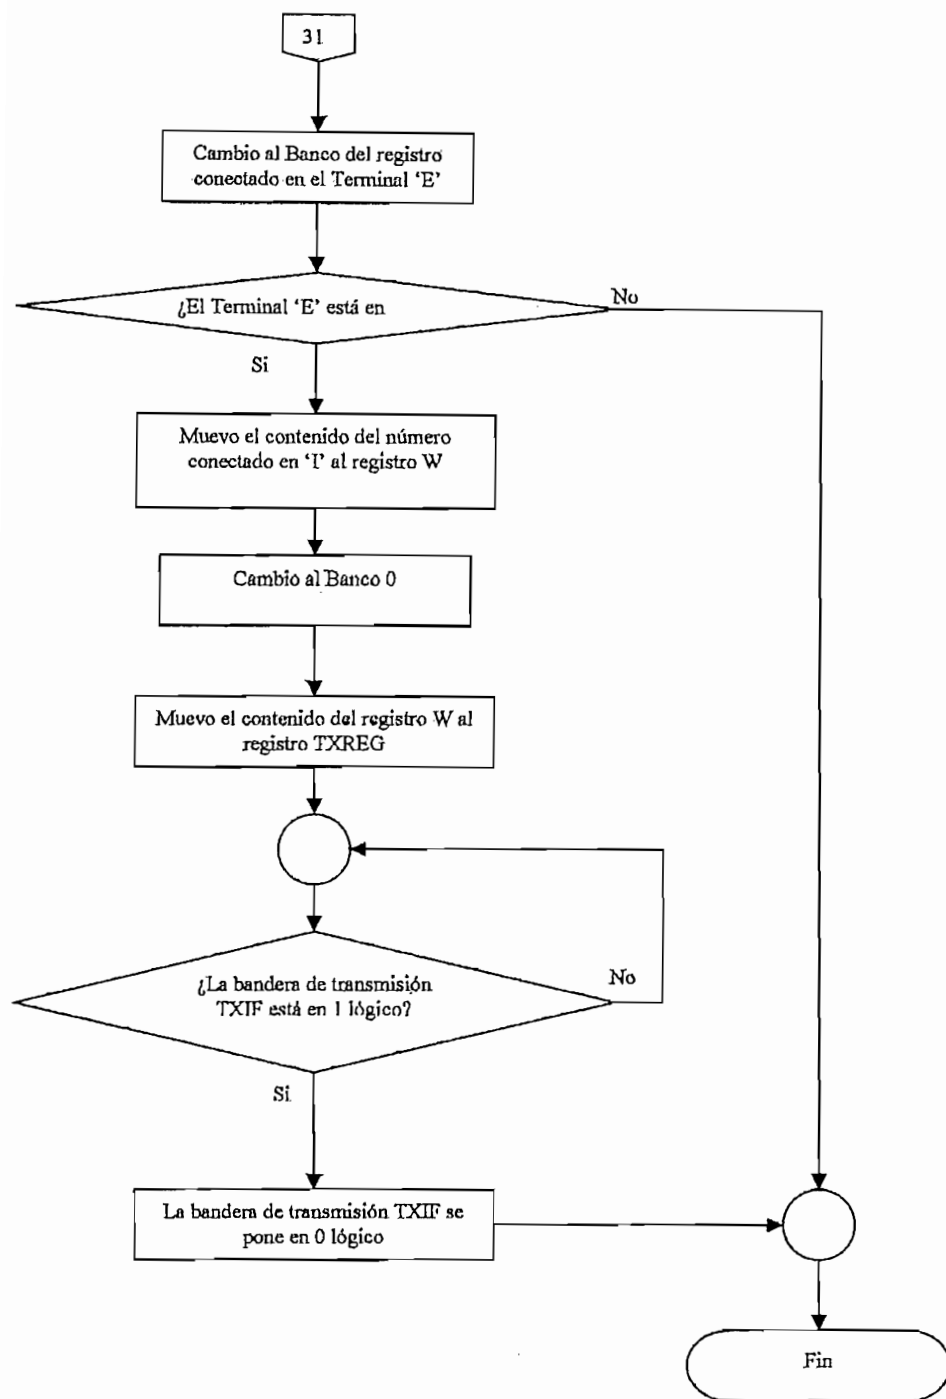 31
Cambio al Banco del registro
conectado en el Terminal ‘E’
¿El Terminal ‘E’ está en
No
Si
Muevo el contenido del número
conectado en ‘I’ al registro W
Cambio al Banco 0
Muevo el contenido del registro W al
registro TXREG
¿La bandera de transmisión
TXIF está en 1 lógico?
No
Si
La bandera de transmisión TXIF se
pone en 0 lógico
Fin